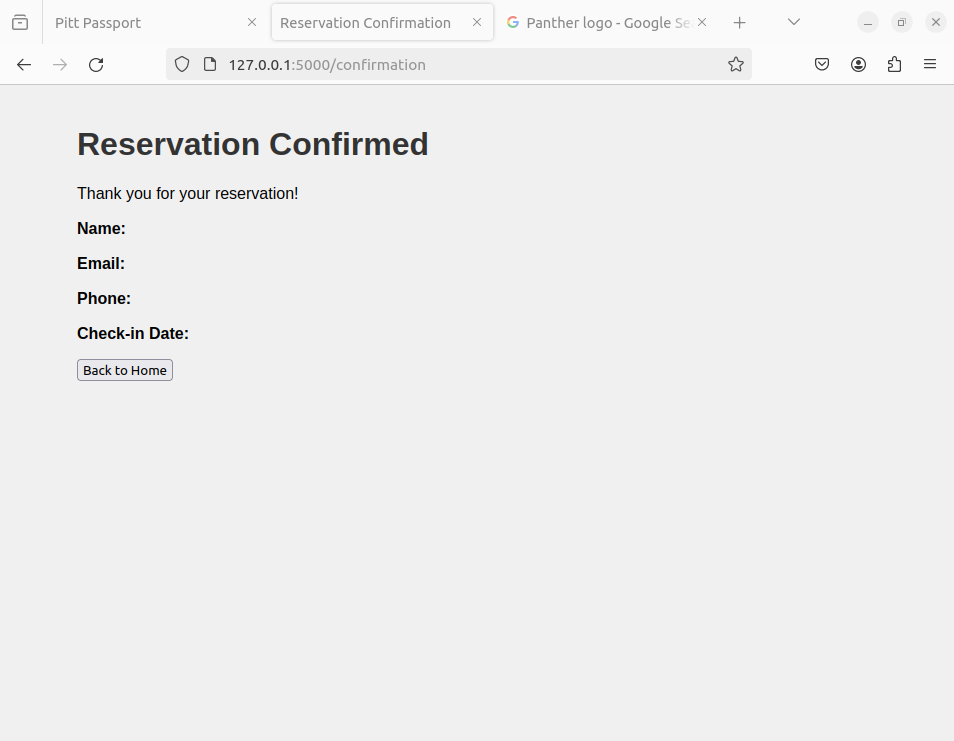 Pitt Passport
Reservation Confirmation
Panther logo - Google Se
127.0.0.1:5000/confirmation
Reservation Confirmed
Thank you for your reservation!
Name:
Email:
Phone:
Check-in Date:
Back to Home